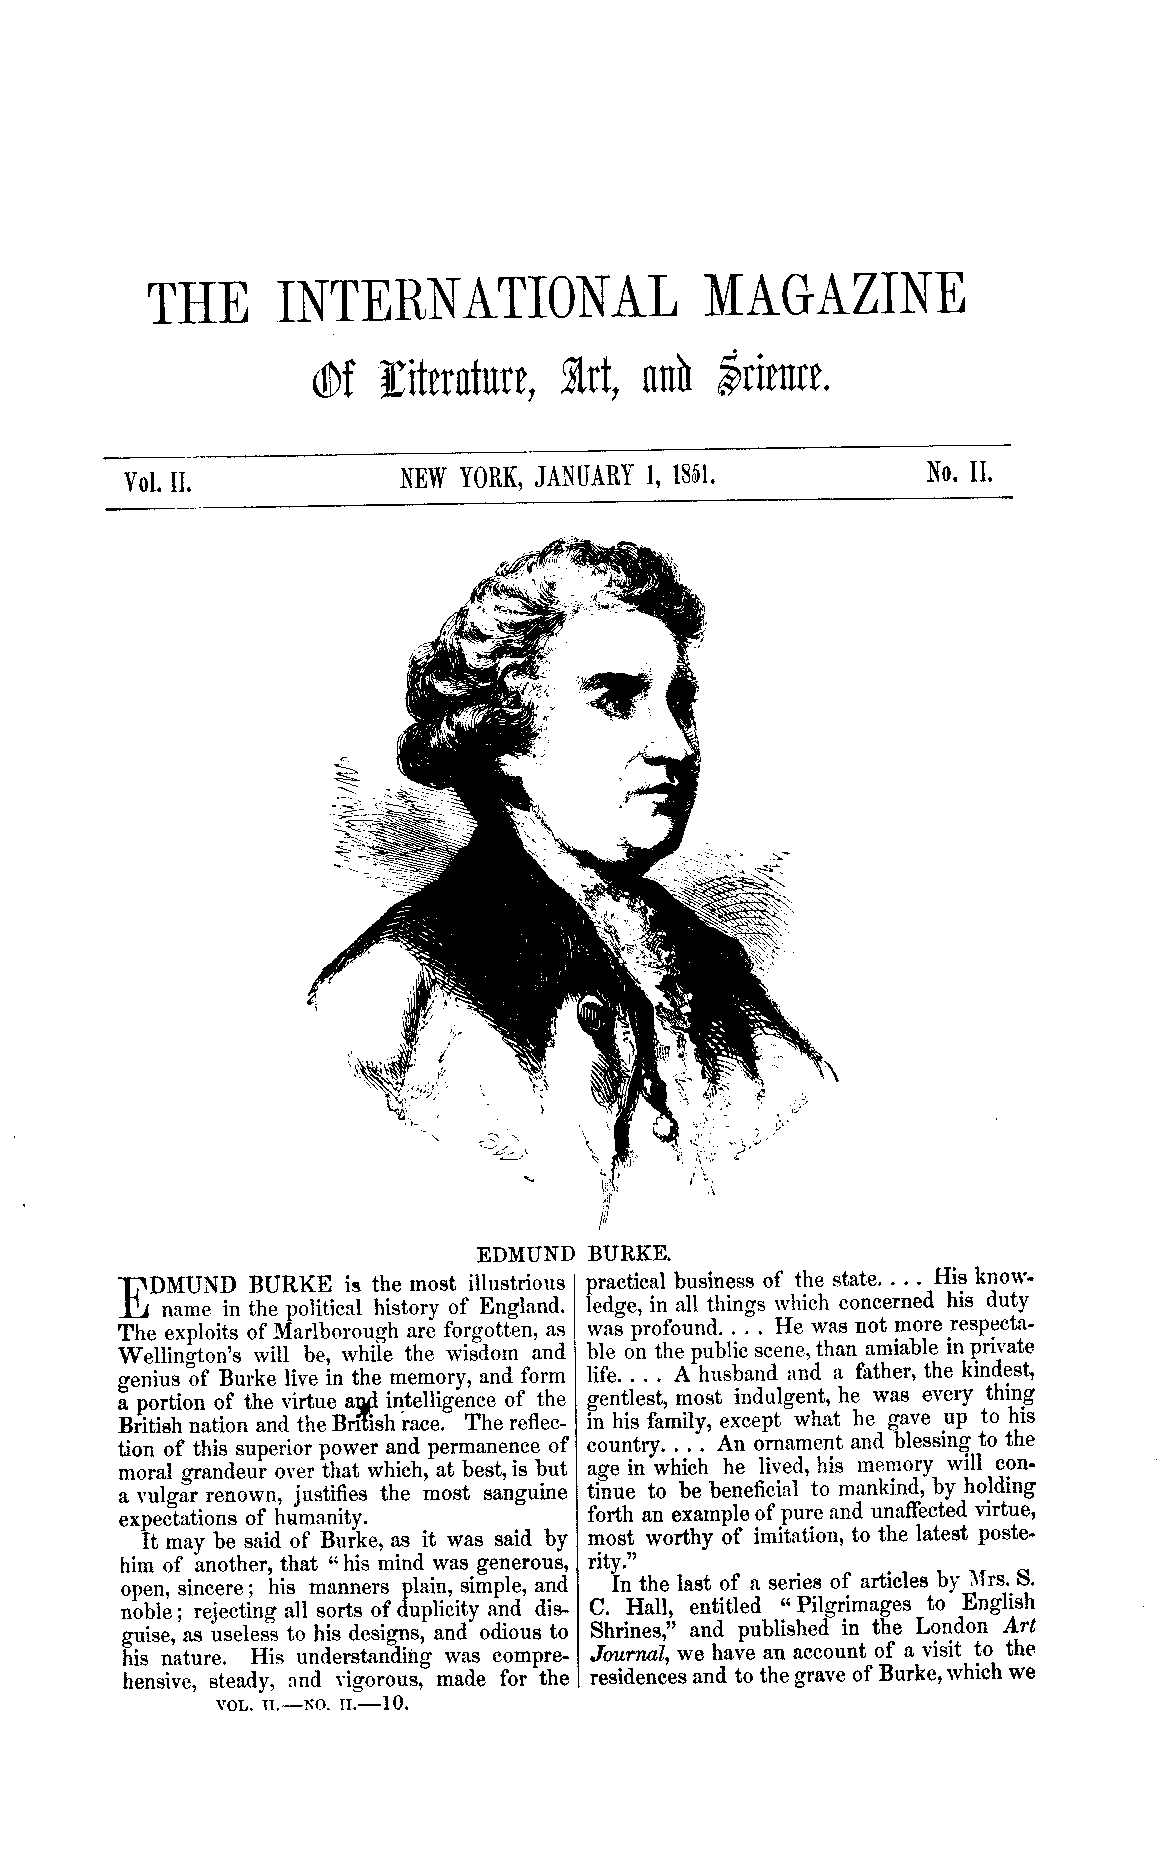 THE INTERNATIONAL MAGAZINE
Of Literature, Art, and Science.
Vol. II.
NEW YORK, JANUARY 1, 1851.
No. II.
EDMUND BURKE.
EDMUND BURKE is the most illustrious
name in the political history of England.
The exploits of Marlborough are forgotten, as
Wellington's will be, while the wisdom and
genius of Burke live in the memory, and form
a portion of the virtue and intelligence of the
British nation and the British race. The reflec-
tion of this superior power and permanence of
moral grandeur over that which, at best, is but
a vulgar renown, justifies the most sanguine
expectations of humanity.
It may be said of Burke, as it was said by
him of another, that “his mind was generous,
open, sincere; his manners plain, simple, and
noble; rejecting all sorts of duplicity and dis-
guise, as useless to his designs, and odious to
his nature. His understanding was compre-
hensive, steady, and vigorous, made for the
VOL. II.—NO. II.—10.
practical business of the state.... His know-
ledge, in all things which concerned his duty
was profound.... He was not more respecta-
ble on the public scene, than amiable in private
life.... A husband and a father, the kindest,
gentlest, most indulgent, he was every thing
in his family, except what he gave up to his
country.... An ornament and blessing to the
age in which he lived, his memory will con-
tinue to be beneficial to mankind, by holding
forth an example of pure and unaffected virtue,
most worthy of imitation, to the latest poste-
rity.”
In the last of a series of articles by Mrs. S.
C. Hall, entitled “Pilgrimages to English
Shrines,” and published in the London Art
Journal, we have an account of a visit to the
residences and to the grave of Burke, which we